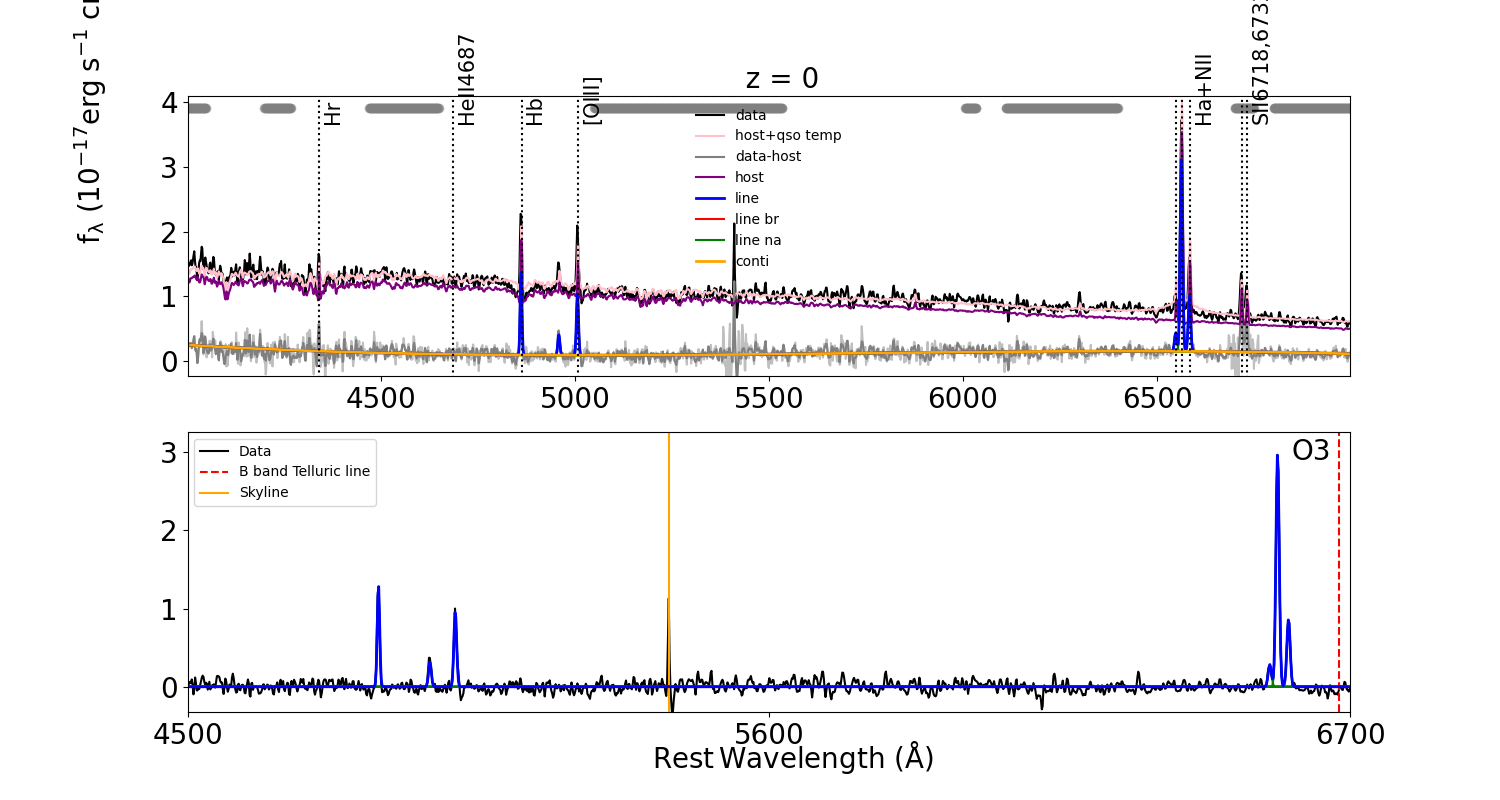 z = 0
fλ (10−17erg s−1
Hr
HeII4687
Hb
[OIII]
Ha+NII
SII6718,673
4
3
2
1
0
data
host+qso temp
data-host
host
line
line br
line na
conti
4500 5000 5500 6000 6500
3
2
1
0
Data
B band Telluric line
Skyline
O3
4500 5600 6700
Rest Wavelength (Å)